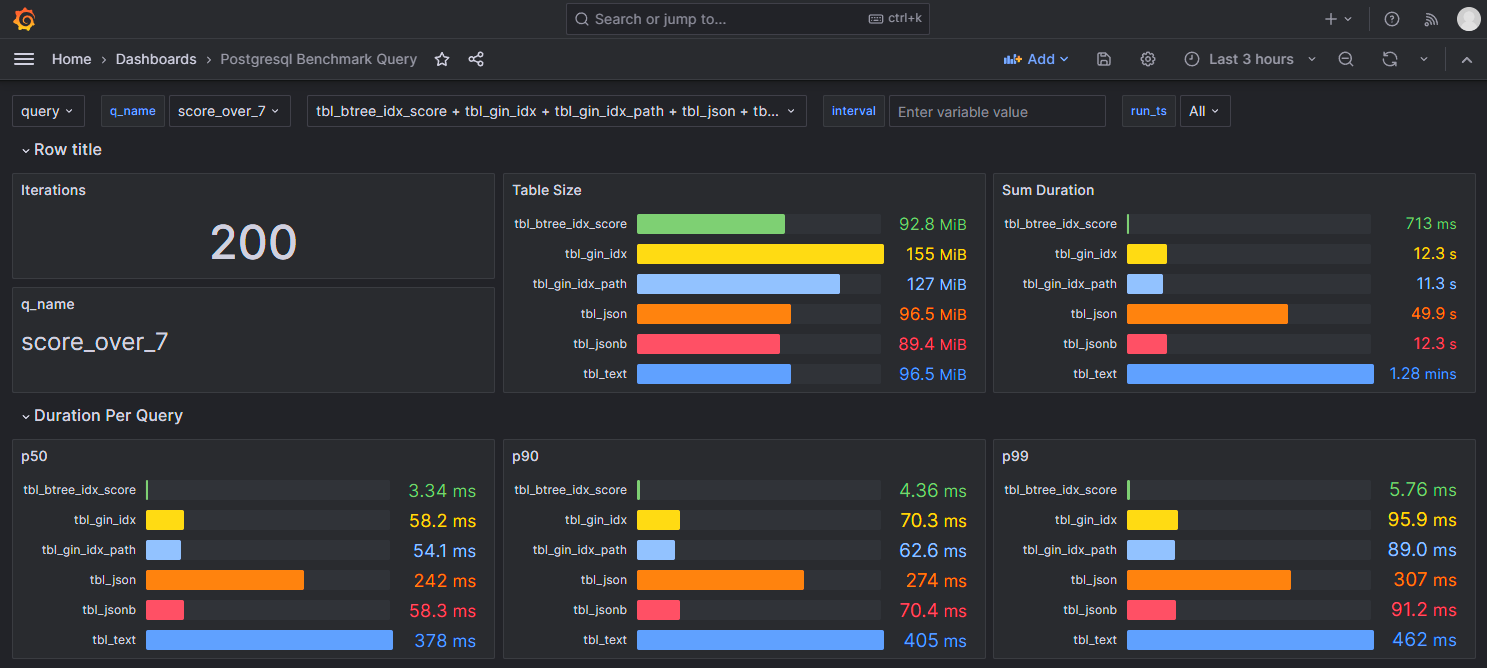 Search or jump to... ctrl+k
Home › Dashboards › Postgresql Benchmark Query Add Last 3 hours
query q_name score_over_7 tbl_btree_idx_score + tbl_gin_idx + tbl_gin_idx_path + tbl_json + tb... interval Enter variable value run_ts All
Row title
Iterations
200
q_name
score_over_7
Table Size
tbl_btree_idx_score 92.8 MiB
tbl_gin_idx 155 MiB
tbl_gin_idx_path 127 MiB
tbl_json 96.5 MiB
tbl_jsonb 89.4 MiB
tbl_text 96.5 MiB
Sum Duration
tbl_btree_idx_score 713 ms
tbl_gin_idx 12.3 s
tbl_gin_idx_path 11.3 s
tbl_json 49.9 s
tbl_jsonb 12.3 s
tbl_text 1.28 mins
Duration Per Query
p50
tbl_btree_idx_score 3.34 ms
tbl_gin_idx 58.2 ms
tbl_gin_idx_path 54.1 ms
tbl_json 242 ms
tbl_jsonb 58.3 ms
tbl_text 378 ms
p90
tbl_btree_idx_score 4.36 ms
tbl_gin_idx 70.3 ms
tbl_gin_idx_path 62.6 ms
tbl_json 274 ms
tbl_jsonb 70.4 ms
tbl_text 405 ms
p99
tbl_btree_idx_score 5.76 ms
tbl_gin_idx 95.9 ms
tbl_gin_idx_path 89.0 ms
tbl_json 307 ms
tbl_jsonb 91.2 ms
tbl_text 462 ms